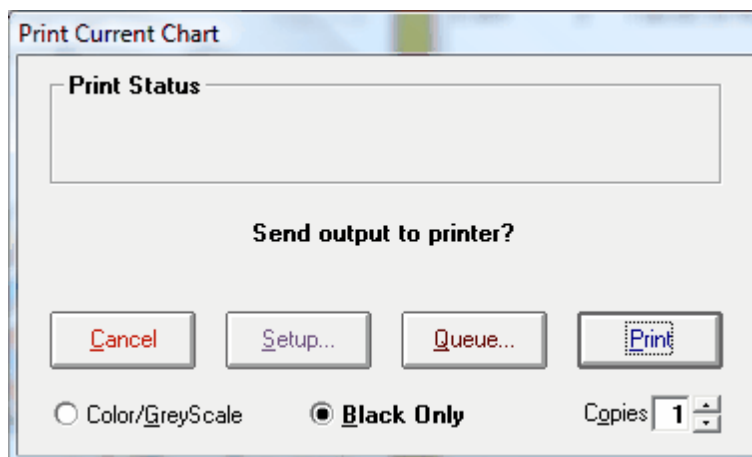 Print Current Chart
Print Status
Send output to printer?
Cancel Setup... Queue... Print
Color/GreyScale Black Only Copies 1